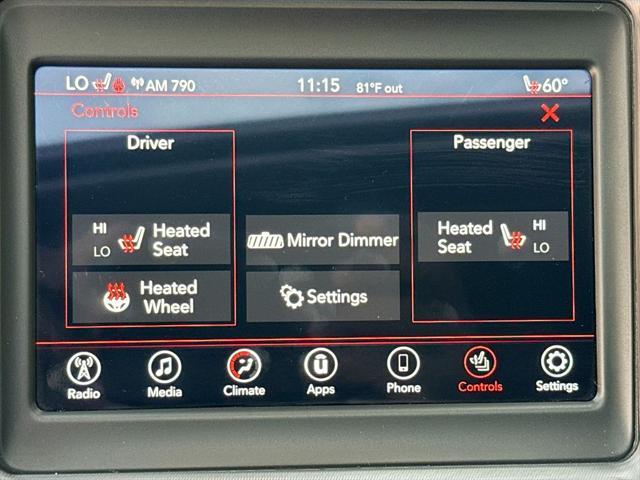 LO AM 790 11:15 81°F out 60°
Controls
Driver Passenger
HI Heated Seat LO
Heated Wheel
Mirror Dimmer
Settings
Heated Seat HI LO
Radio Media Climate Apps Phone Controls Settings